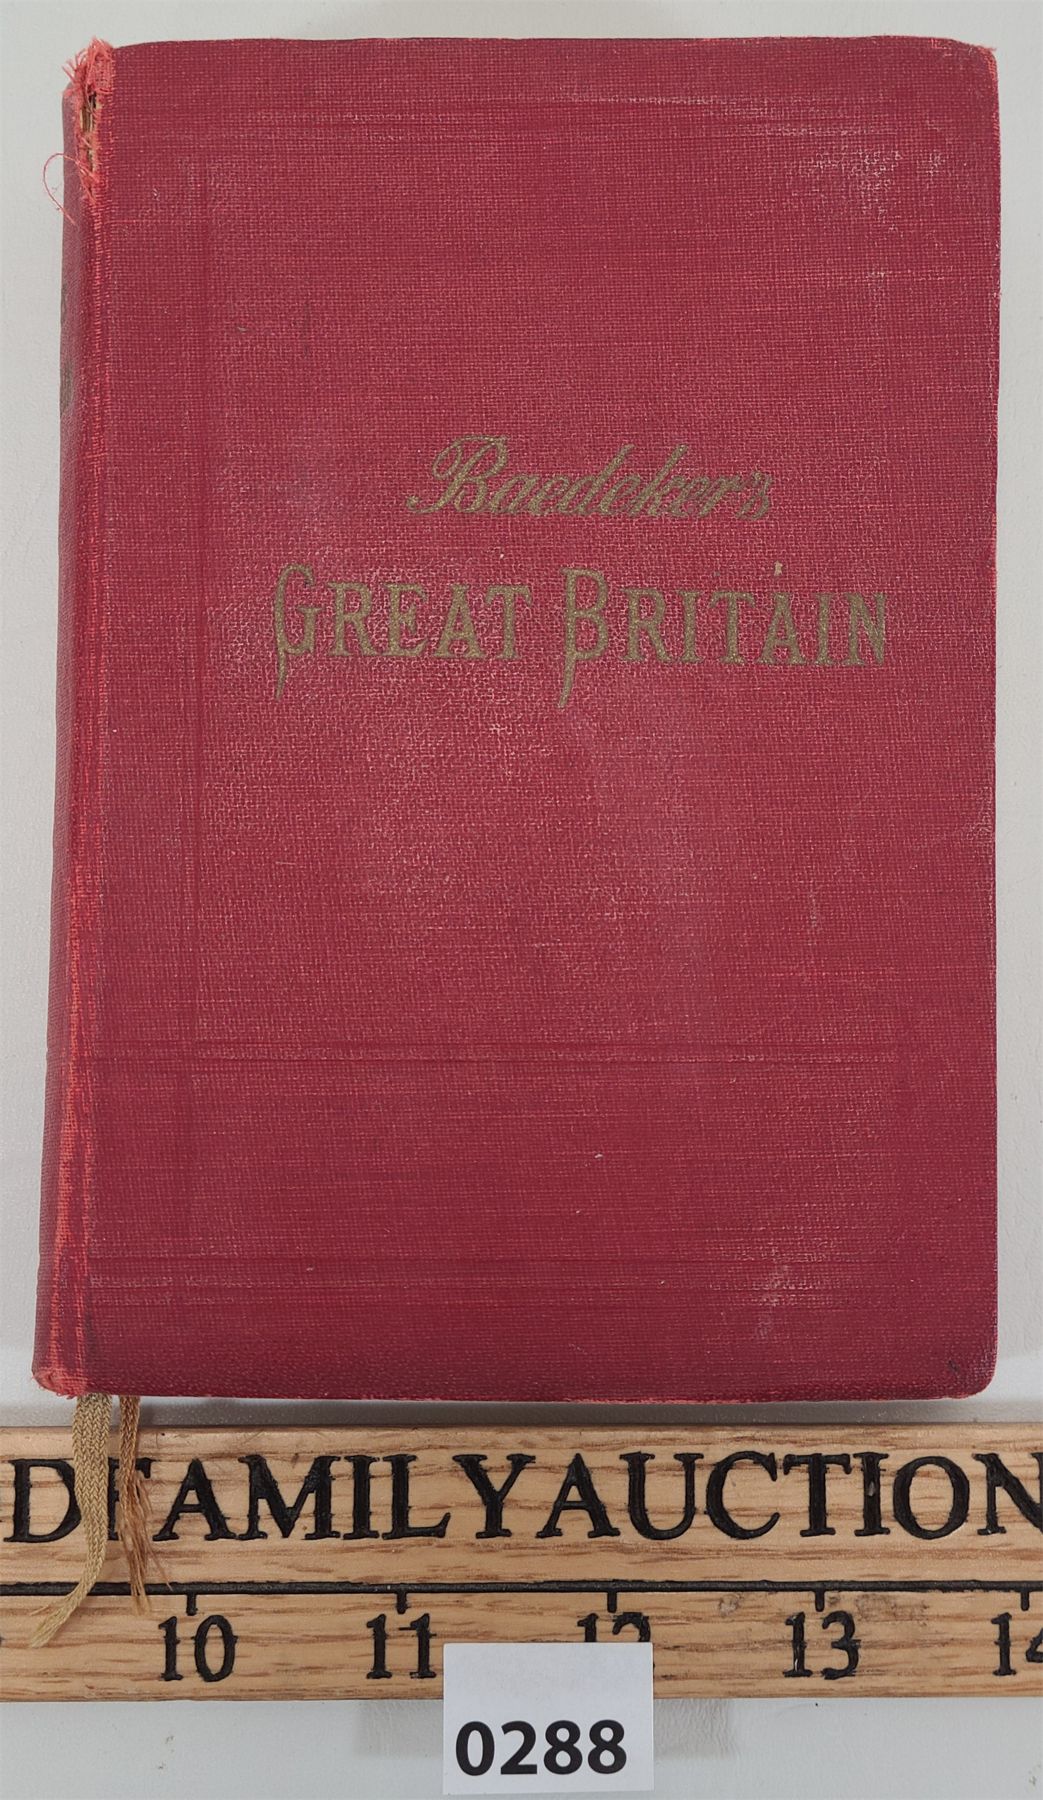 Baedeker's
GREAT BRITAIN
DFAMILYAUCTION
10 11 12 13 14
0288